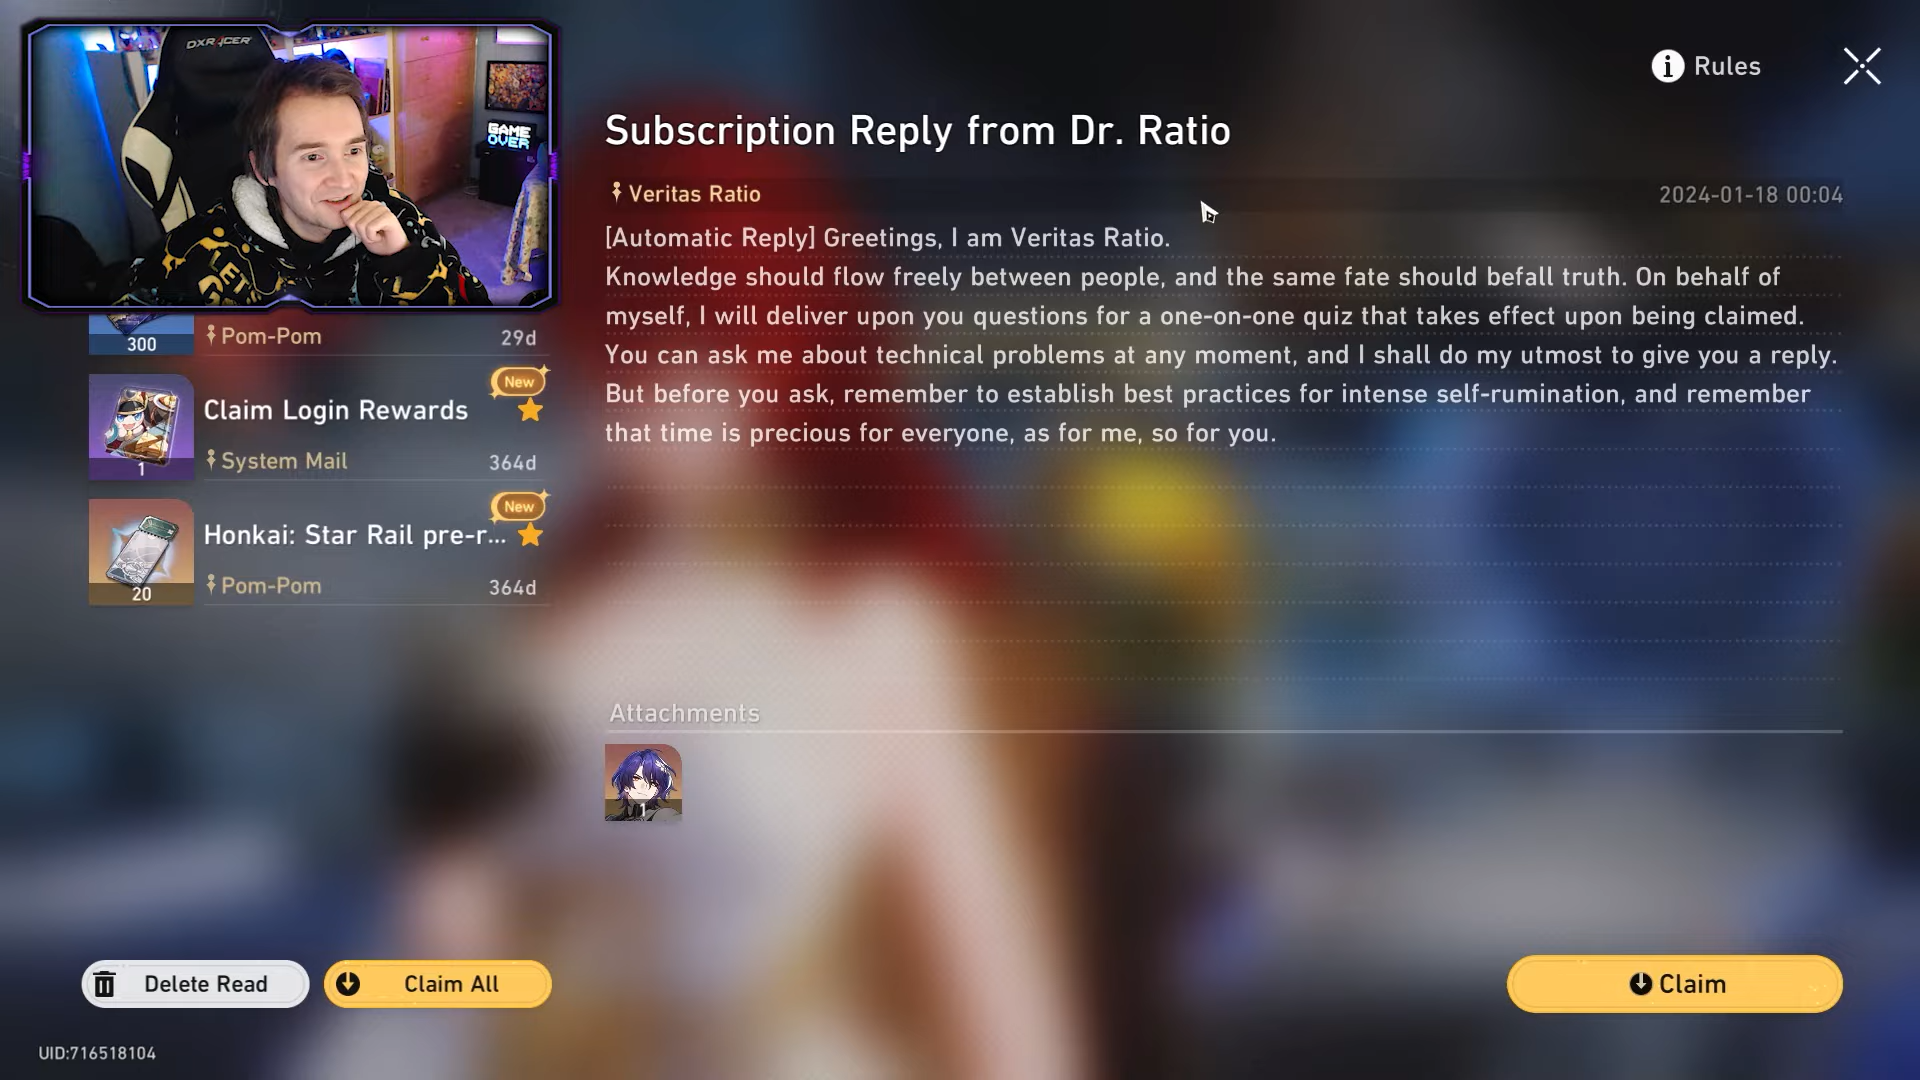 DXRACER
GAME
OVER
LET'S
GO
Rules
Subscription Reply from Dr. Ratio
Veritas Ratio
2024-01-18 00:04
[Automatic Reply] Greetings, I am Veritas Ratio.
Knowledge should flow freely between people, and the same fate should befall truth. On behalf of
myself, I will deliver upon you questions for a one-on-one quiz that takes effect upon being claimed.
You can ask me about technical problems at any moment, and I shall do my utmost to give you a reply.
But before you ask, remember to establish best practices for intense self-rumination, and remember
that time is precious for everyone, as for me, so for you.
300
Pom-Pom
29d
New
Claim Login Rewards
1
System Mail
364d
New
Honkai: Star Rail pre-r...
20
Pom-Pom
364d
Attachments
1
Delete Read
Claim All
Claim
UID:716518104